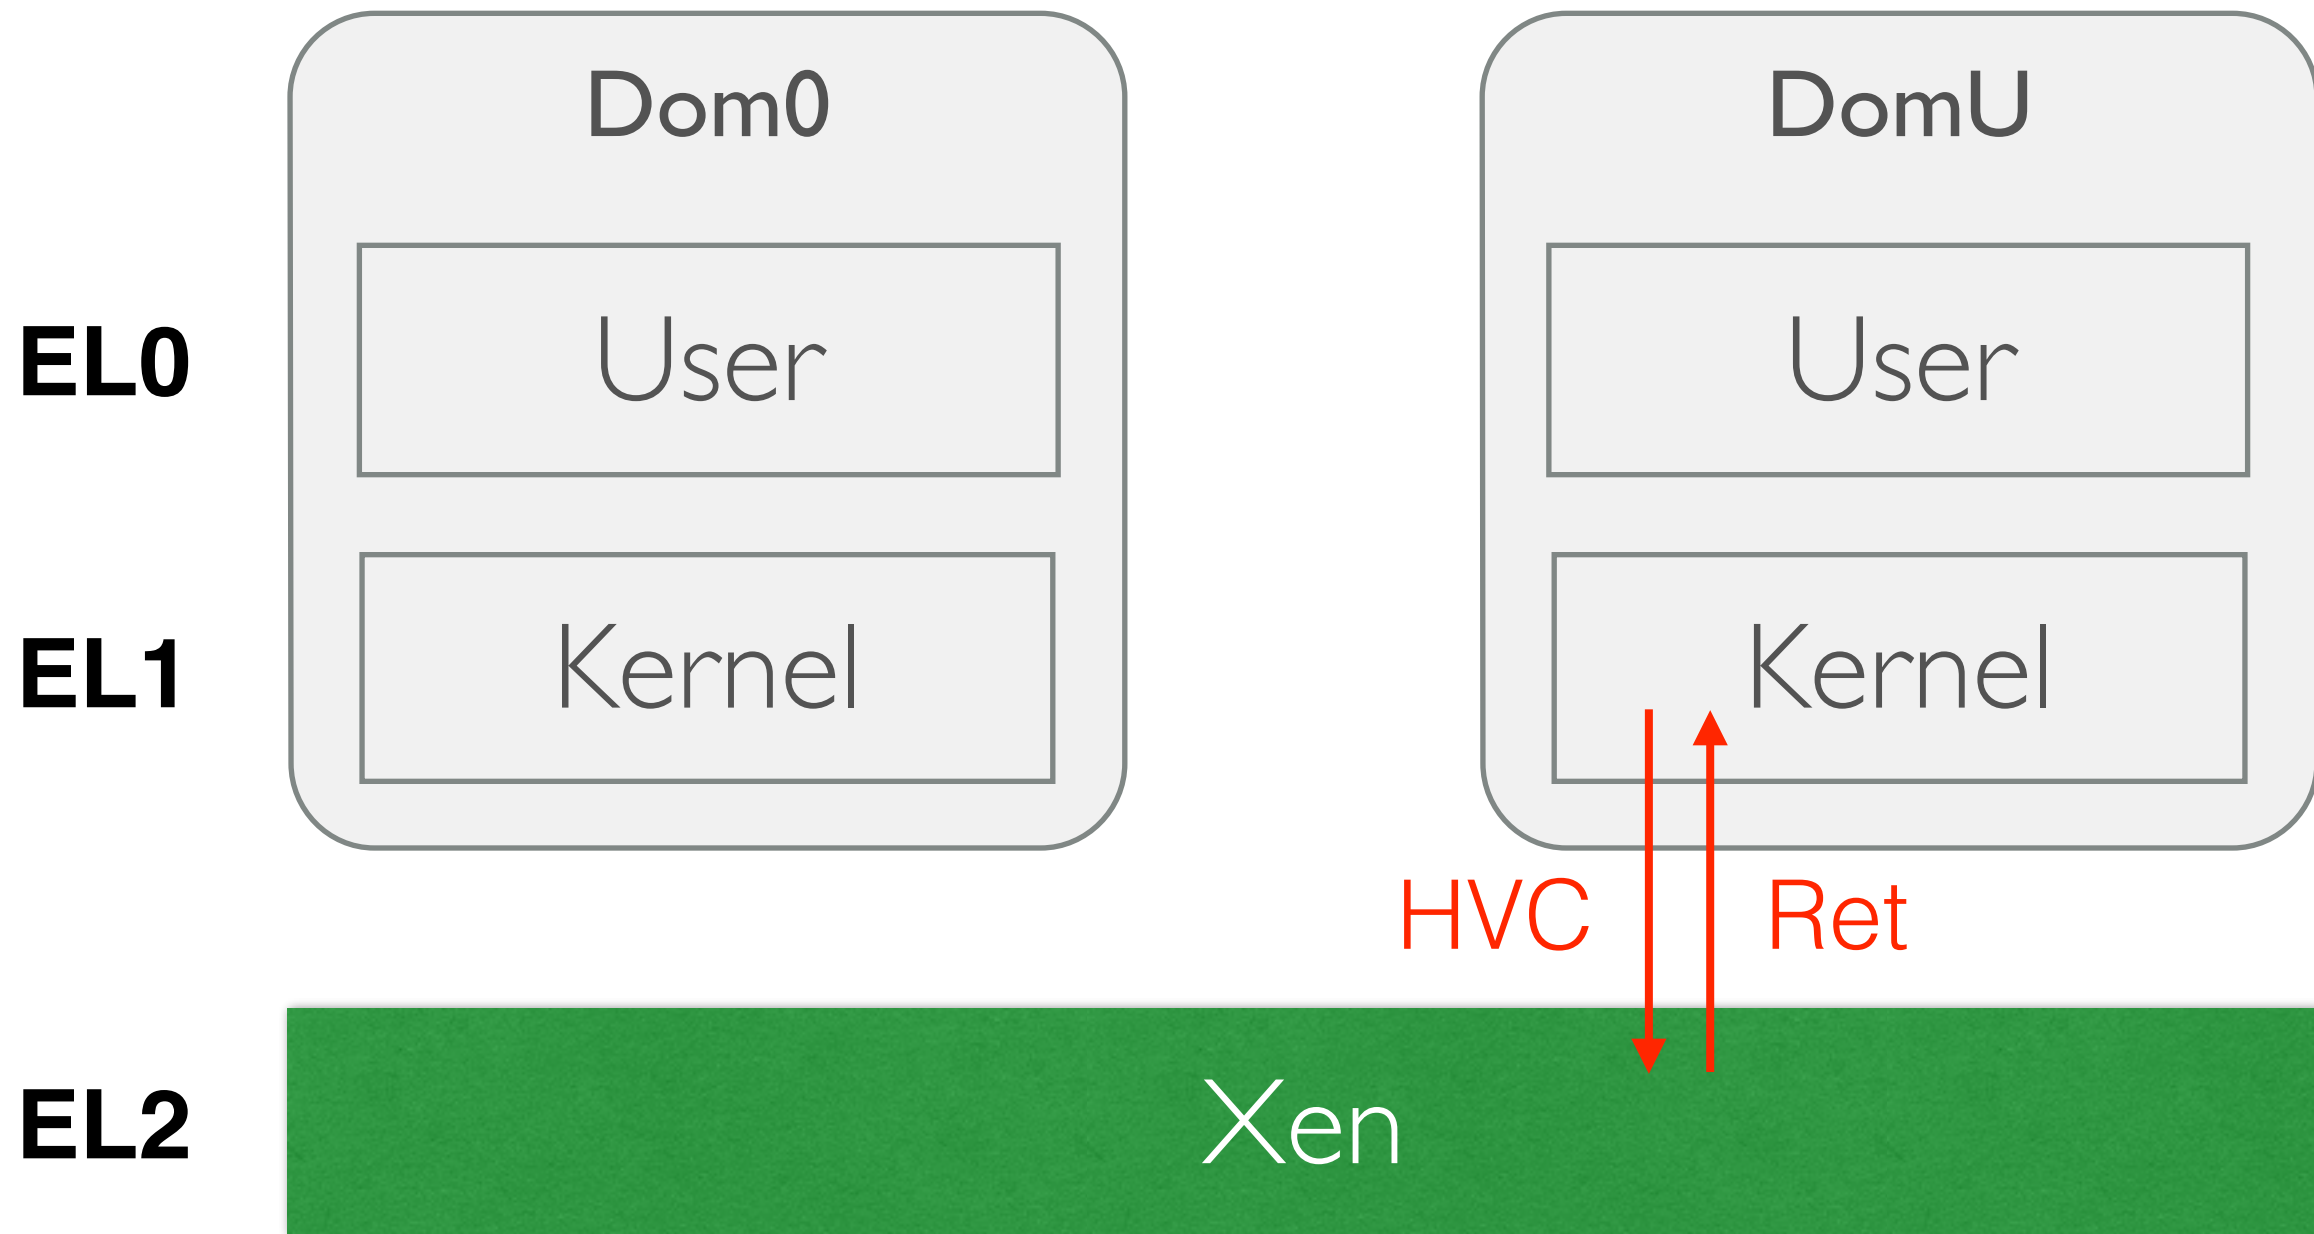 Dom0
DomU
EL0
User
User
EL1
Kernel
Kernel
HVC
Ret
EL2
Xen